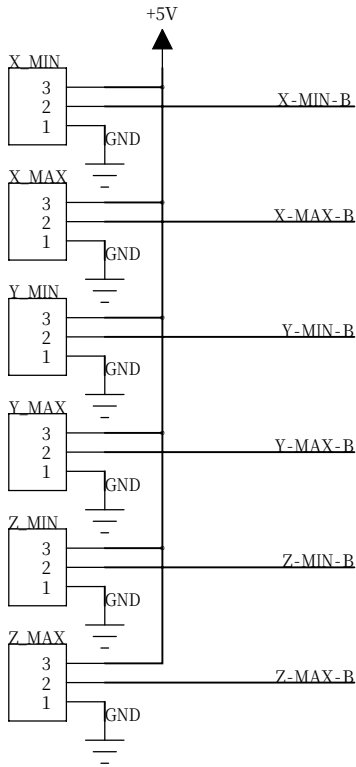 +5V
X_MIN
3
2
X-MIN-B
1
GND
X_MAX
3
2
X-MAX-B
1
GND
Y_MIN
3
2
Y-MIN-B
1
GND
Y_MAX
3
2
Y-MAX-B
1
GND
Z_MIN
3
2
Z-MIN-B
1
GND
Z_MAX
3
2
Z-MAX-B
1
GND